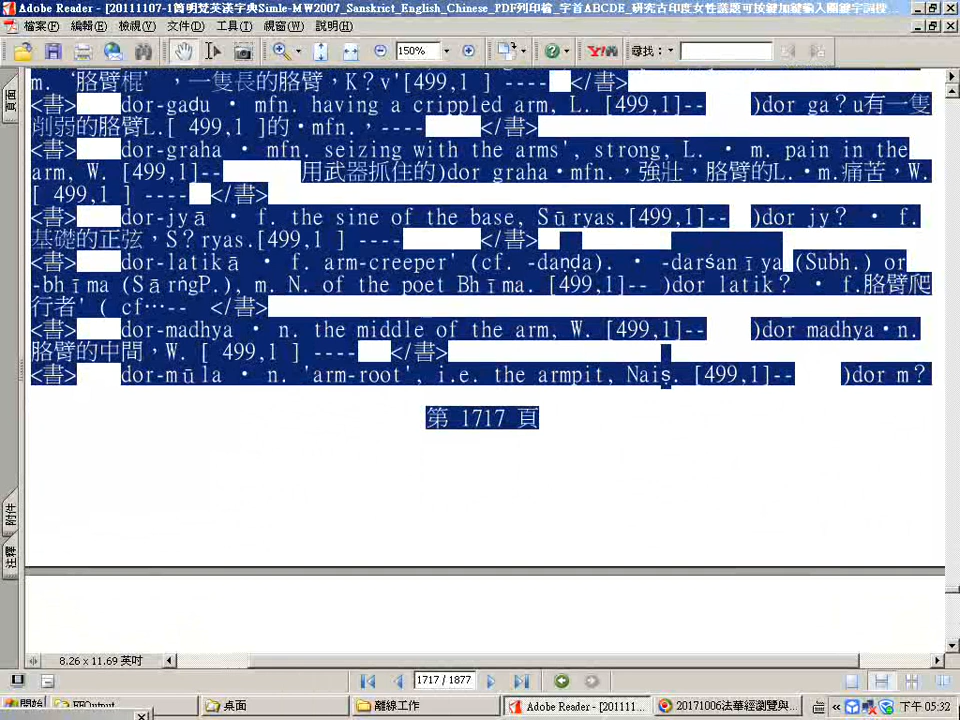 Adobe Reader - [20111107-1簡明梵英漢字典Simle-MW2007_Sanskrict_English_Chinese_PDF列印檔_字首ABCDE_研究古印度女性議題可按鍵加鍵輸入關鍵字詞搜
檔案(F) 編輯(E) 檢視(V) 文件(D) 工具(T) 視窗(W) 說明(H)
150% 尋找：
頁面
m. '胳臂棍'，一隻長的胳臂，K？v'[499,1 ] ---- </書>
<書> dor-gaḍu • mfn. having a crippled arm, L. [499,1]-- )dor ga？u有一隻
削弱的胳臂L.[ 499,1 ]的•mfn.，---- </書>
<書> dor-graha • mfn. seizing with the arms', strong, L. • m. pain in the
arm, W. [499,1]-- 用武器抓住的)dor graha•mfn.，強壯，胳臂的L.•m.痛苦，W.
[ 499,1 ] ---- </書>
<書> dor-jyā • f. the sine of the base, Sūryas.[499,1]-- )dor jy？ • f.
基礎的正弦，S？ryas.[499,1 ] ---- </書>
<書> dor-latikā • f. arm-creeper' (cf. -daṇḍa). • -darśanīya (Subh.) or
-bhīma (SārṅgP.), m. N. of the poet Bhīma. [499,1]-- )dor latik？ • f.胳臂爬
行者' ( cf…-- </書>
<書> dor-madhya • n. the middle of the arm, W. [499,1]-- )dor madhya•n.
胳臂的中間，W. [ 499,1 ] ---- </書>
<書> dor-mūla • n. 'arm-root', i.e. the armpit, Naiṣ. [499,1]-- )dor m？
第 1717 頁
附件
注釋
8.26 x 11.69 英吋
1717 / 1877
開始 FFOutput 桌面 離線工作 Adobe Reader - [201111... 20171006法華經瀏覽與... 下午 05:32